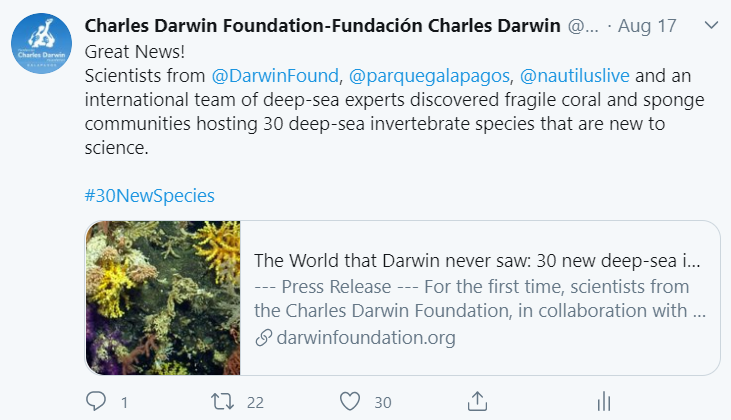 Charles Darwin Foundation-Fundación Charles Darwin @... · Aug 17
Charles Darwin
Great News!
Scientists from @DarwinFound, @parquegalapagos, @nautiluslive and an
international team of deep-sea experts discovered fragile coral and sponge
communities hosting 30 deep-sea invertebrate species that are new to
science.
#30NewSpecies
The World that Darwin never saw: 30 new deep-sea i...
--- Press Release --- For the first time, scientists from
the Charles Darwin Foundation, in collaboration with ...
darwinfoundation.org
1 22 30